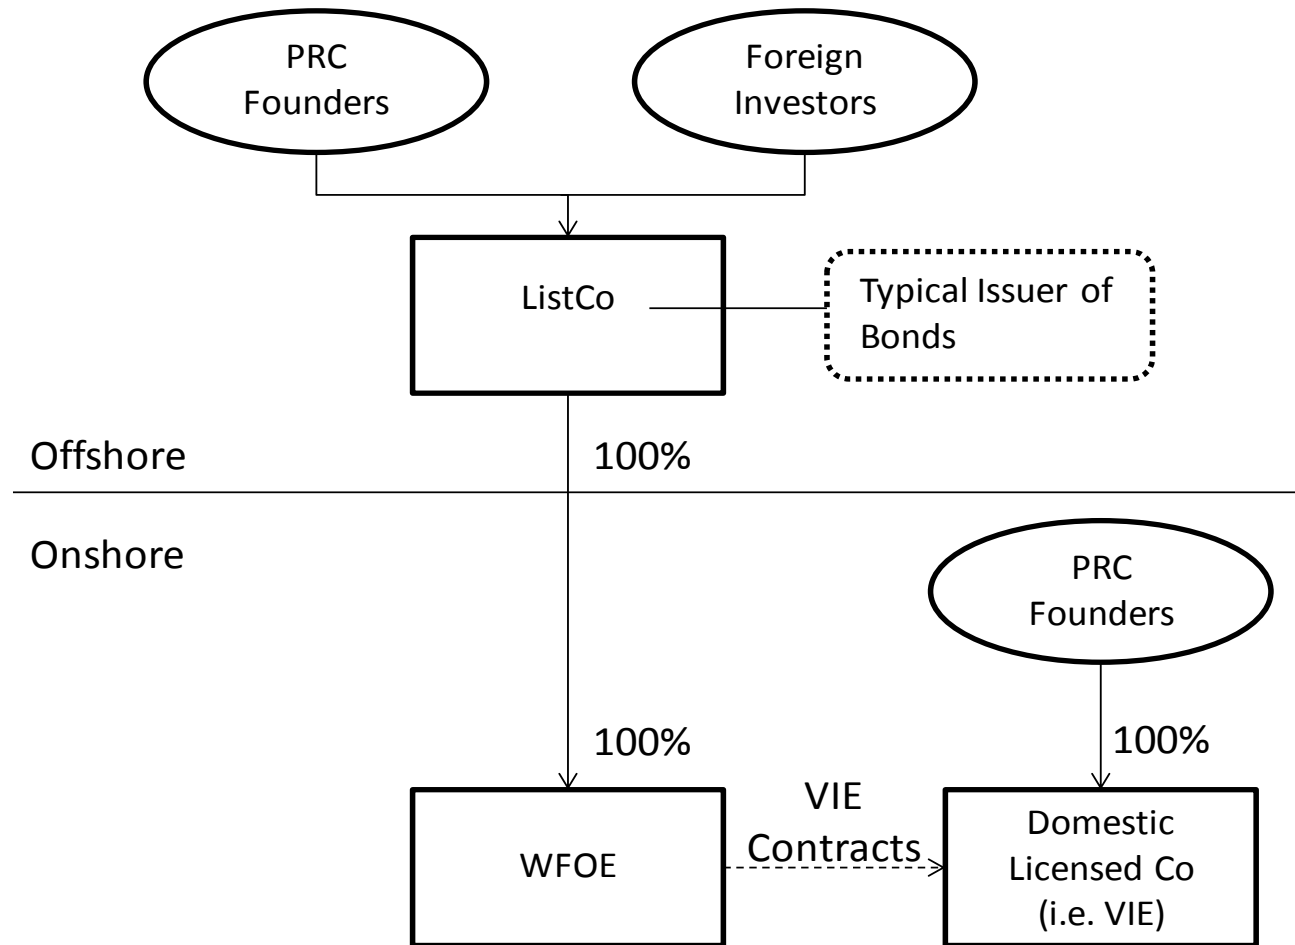 PRC
Founders
Foreign
Investors
ListCo
Typical Issuer of
Bonds
Offshore
100%
Onshore
PRC
Founders
100%
100%
VIE
Contracts
WFOE
Domestic
Licensed Co
(i.e. VIE)